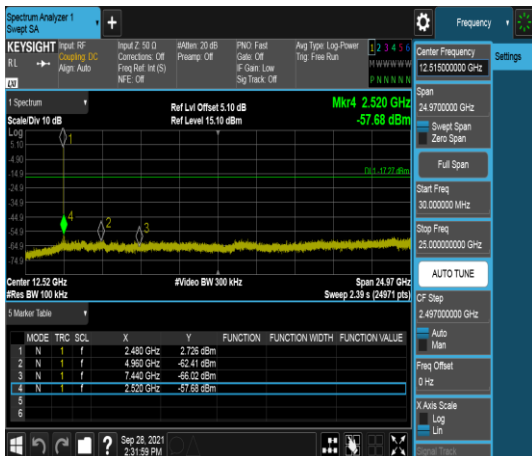 Spectrum Analyzer 1
Swept SA
Frequency
KEYSIGHT
RL
LXI
Input: RF
Coupling: DC
Align: Auto
Input Z: 50 Ω
Corrections: Off
Freq Ref: Int (S)
NFE: Off
#Atten: 20 dB
Preamp: Off
PNO: Fast
Gate: Off
IF Gain: Low
Sig Track: Off
Avg Type: Log-Power
Trig: Free Run
1 2 3 4 5 6
M W W W W W
P N N N N N
Center Frequency
12.515000000 GHz
Settings
Span
24.9700000 GHz
Swept Span
Zero Span
Full Span
Start Freq
30.000000 MHz
Stop Freq
25.000000000 GHz
AUTO TUNE
CF Step
2.497000000 GHz
Auto
Man
Freq Offset
0 Hz
X Axis Scale
Log
Lin
Signal Track
1 Spectrum
Scale/Div 10 dB
Ref Lvl Offset 5.10 dB
Ref Level 15.10 dBm
Mkr4 2.520 GHz
-57.68 dBm
Log
5.10
-4.90
-14.9
-24.9
-34.9
-44.9
-54.9
-64.9
-74.9
1
2
3
4
DL1 -17.27 dBm
Center 12.52 GHz
#Res BW 100 kHz
#Video BW 300 kHz
Span 24.97 GHz
Sweep 2.39 s (24971 pts)
5 Marker Table
MODE TRC SCL X Y FUNCTION FUNCTION WIDTH FUNCTION VALUE
1 N 1 f 2.480 GHz 2.726 dBm
2 N 1 f 4.960 GHz -62.41 dBm
3 N 1 f 7.440 GHz -66.02 dBm
4 N 1 f 2.520 GHz -57.68 dBm
5
6
?
Sep 28, 2021
2:31:59 PM